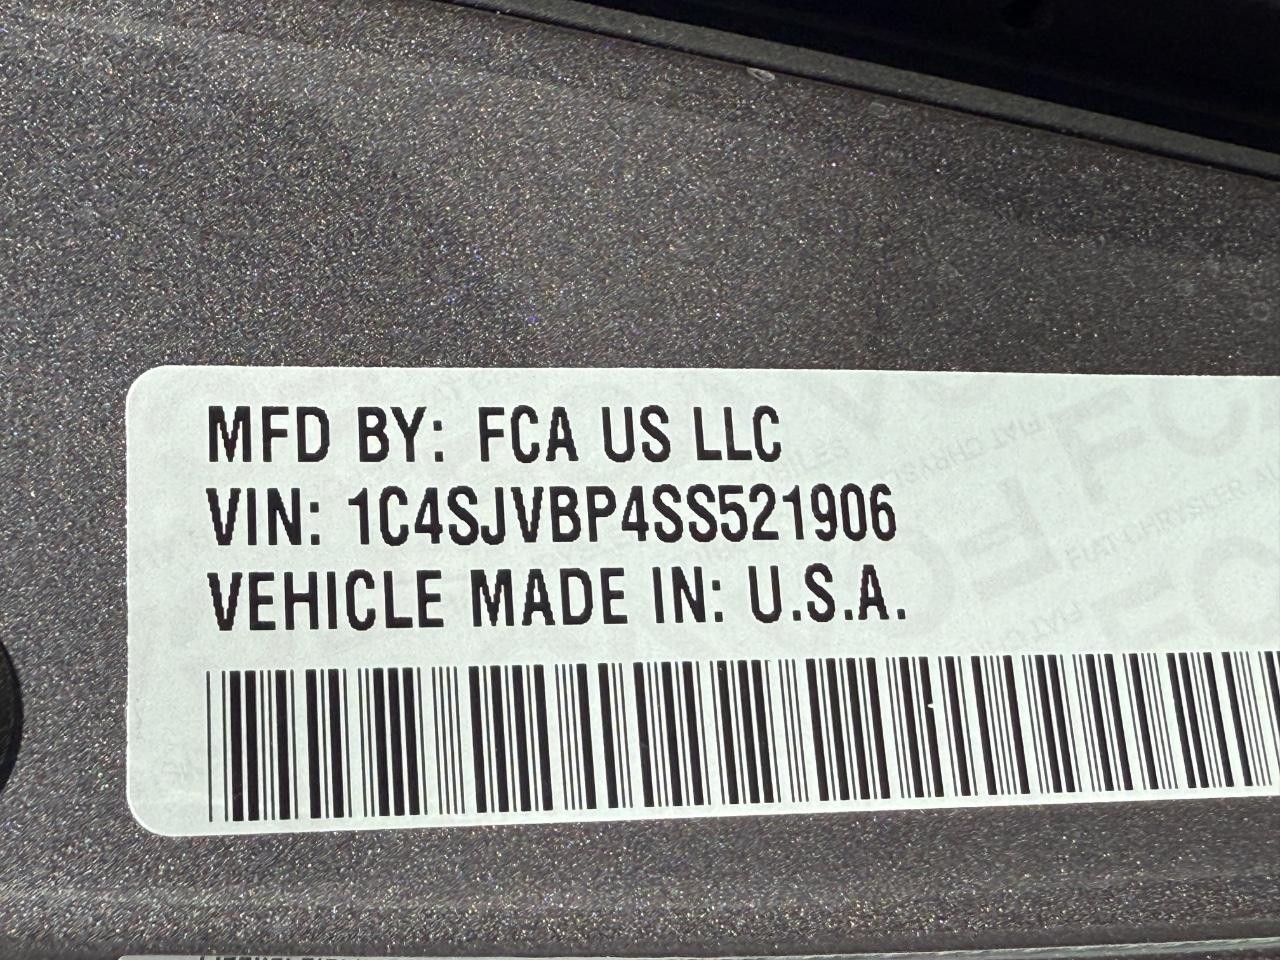 MFD BY: FCA US LLC
VIN: 1C4SJVBP4SS521906
VEHICLE MADE IN: U.S.A.